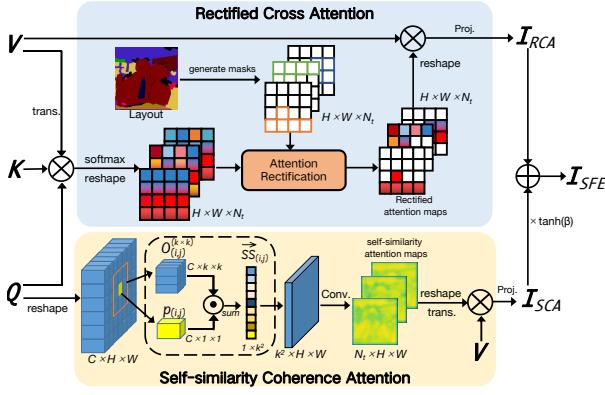 Rectified Cross Attention
V
Proj.
I_RCA
generate masks
reshape
Layout
H × W × N_t
H × W × N_t
trans.
K
softmax
reshape
Attention
Rectification
I_SFE
H × W × N_t
Rectified
attention maps
× tanh(β)
O_(i,j)^(k×k)
C × k × k
SS_(i,j)
self-similarity
attention maps
Q
reshape
sum
Conv.
reshape
trans.
Proj.
I_SCA
p_(i,j)
C × 1 × 1
1 × k²
C × H × W
k² × H × W
N_t × H × W
V
Self-similarity Coherence Attention